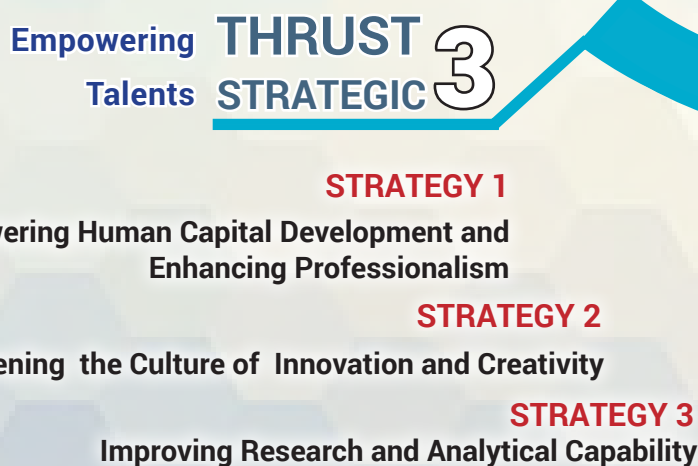 Empowering THRUST 3
Talents STRATEGIC
STRATEGY 1
Human Capital Development and
Enhancing Professionalism
STRATEGY 2
the Culture of Innovation and Creativity
STRATEGY 3
Improving Research and Analytical Capability